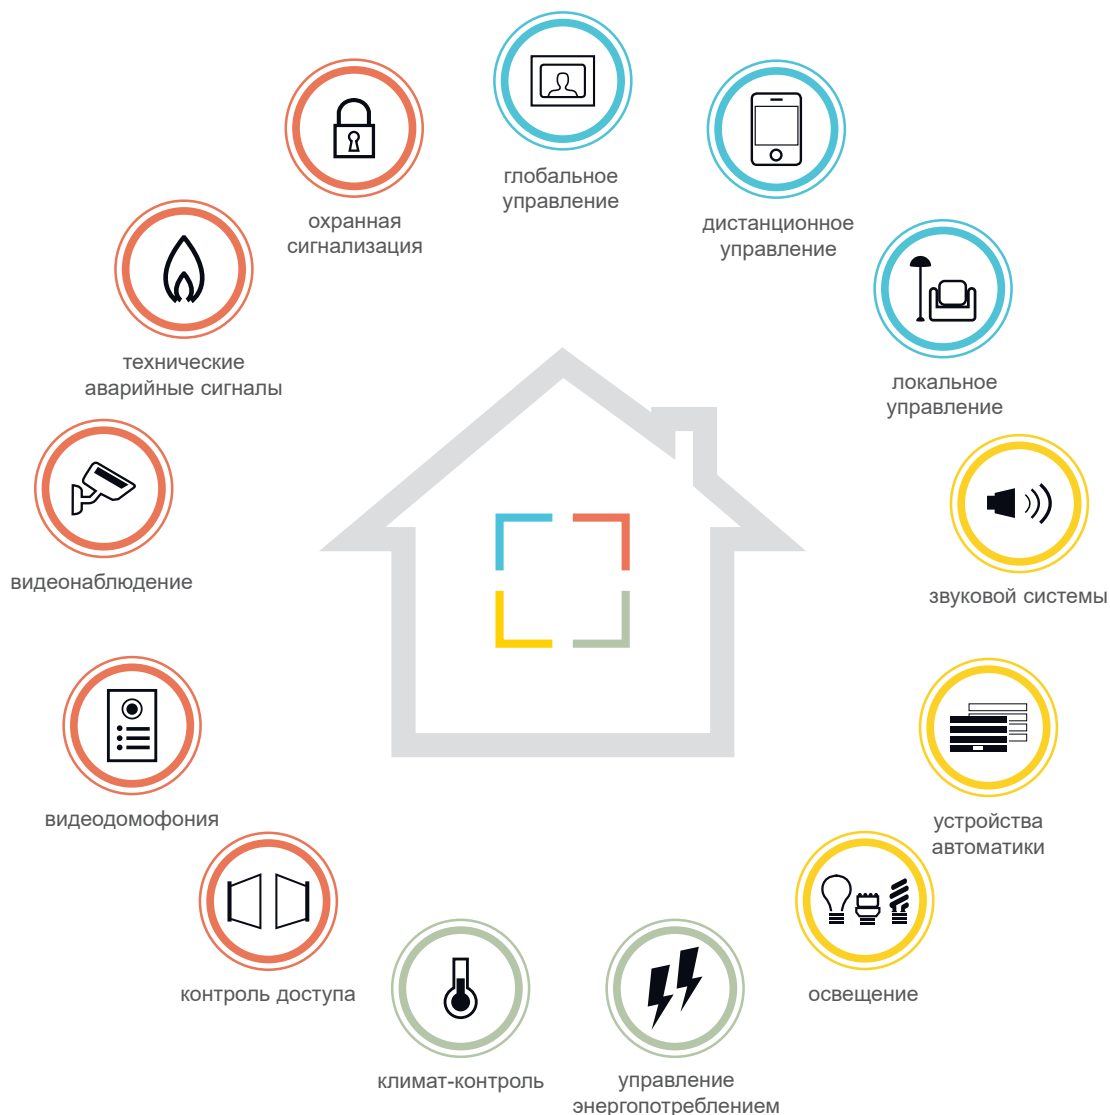 глобальное
управление
дистанционное
управление
локальное
управление
звуковой системы
устройства
автоматики
освещение
управление
энергопотреблением
климат-контроль
контроль доступа
видеодомофония
видеонаблюдение
технические
аварийные сигналы
охранная
сигнализация